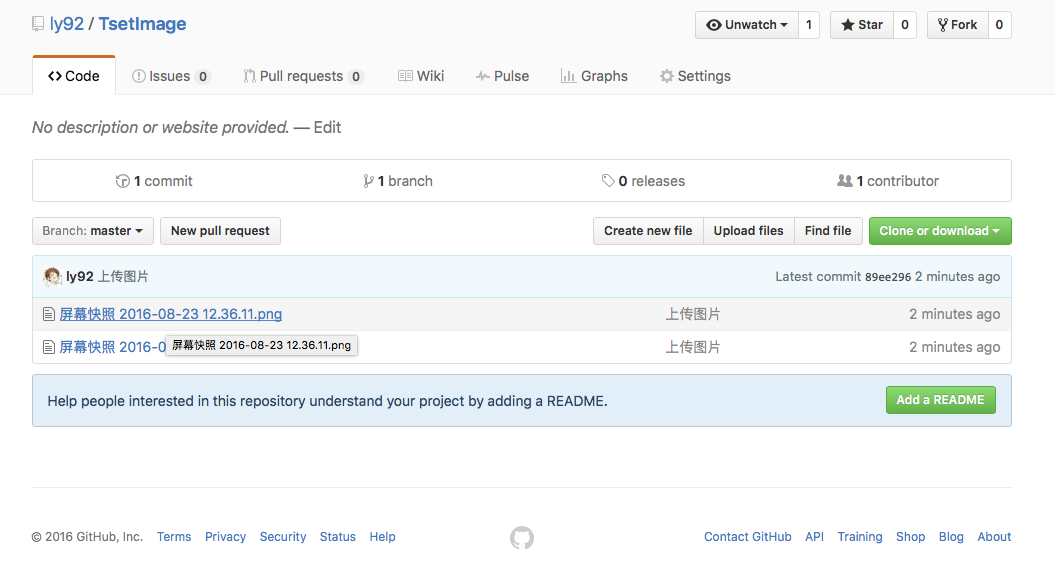 ly92 / TsetImage Unwatch 1 Star 0 Fork 0
Code Issues 0 Pull requests 0 Wiki Pulse Graphs Settings
No description or website provided. — Edit
1 commit 1 branch 0 releases 1 contributor
Branch: master New pull request Create new file Upload files Find file Clone or download
ly92 上传图片 Latest commit 89ee296 2 minutes ago
屏幕快照 2016-08-23 12.36.11.png 上传图片 2 minutes ago
屏幕快照 2016-0 上传图片 2 minutes ago
屏幕快照 2016-08-23 12.36.11.png
Help people interested in this repository understand your project by adding a README. Add a README
© 2016 GitHub, Inc. Terms Privacy Security Status Help Contact GitHub API Training Shop Blog About